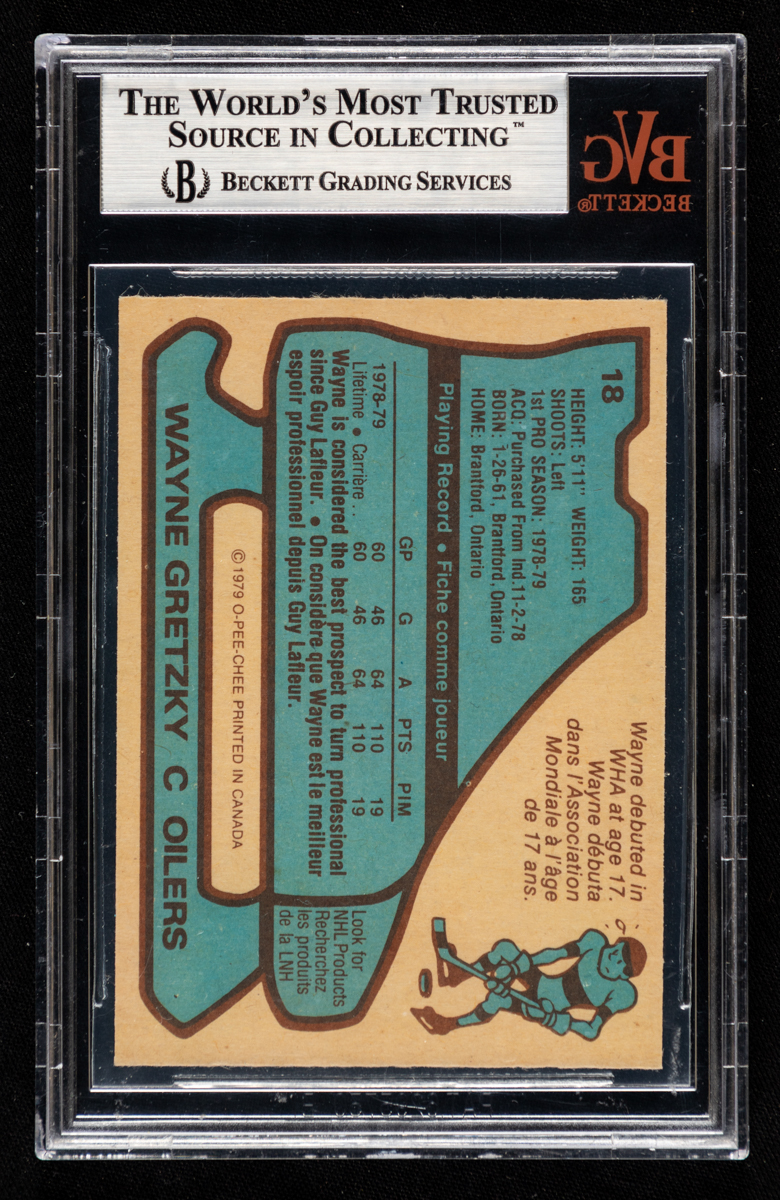 THE WORLD'S MOST TRUSTED
SOURCE IN COLLECTING™
B BECKETT GRADING SERVICES
BVG
BECKETT®
18
HEIGHT: 5'11" WEIGHT: 165
SHOOTS: Left
1st PRO SEASON: 1978-79
ACQ: Purchased From Ind.11-2-78
BORN: 1-26-61, Brantford, Ontario
HOME: Brantford, Ontario
Wayne debuted in
WHA at age 17.
Wayne débuta
dans l'Association
Mondiale à l'âge
de 17 ans.
Playing Record • Fiche comme joueur
GP G A PTS PIM
1978-79 60 46 64 110 19
Lifetime • Carrière .. 60 46 64 110 19
Wayne is considered the best prospect to turn professional
since Guy Lafleur. • On considère que Wayne est le meilleur
espoir professionnel depuis Guy Lafleur.
Look for
NHL Products
Recherchez
les produits
de la LNH
© 1979 O-PEE-CHEE PRINTED IN CANADA
WAYNE GRETZKY C OILERS